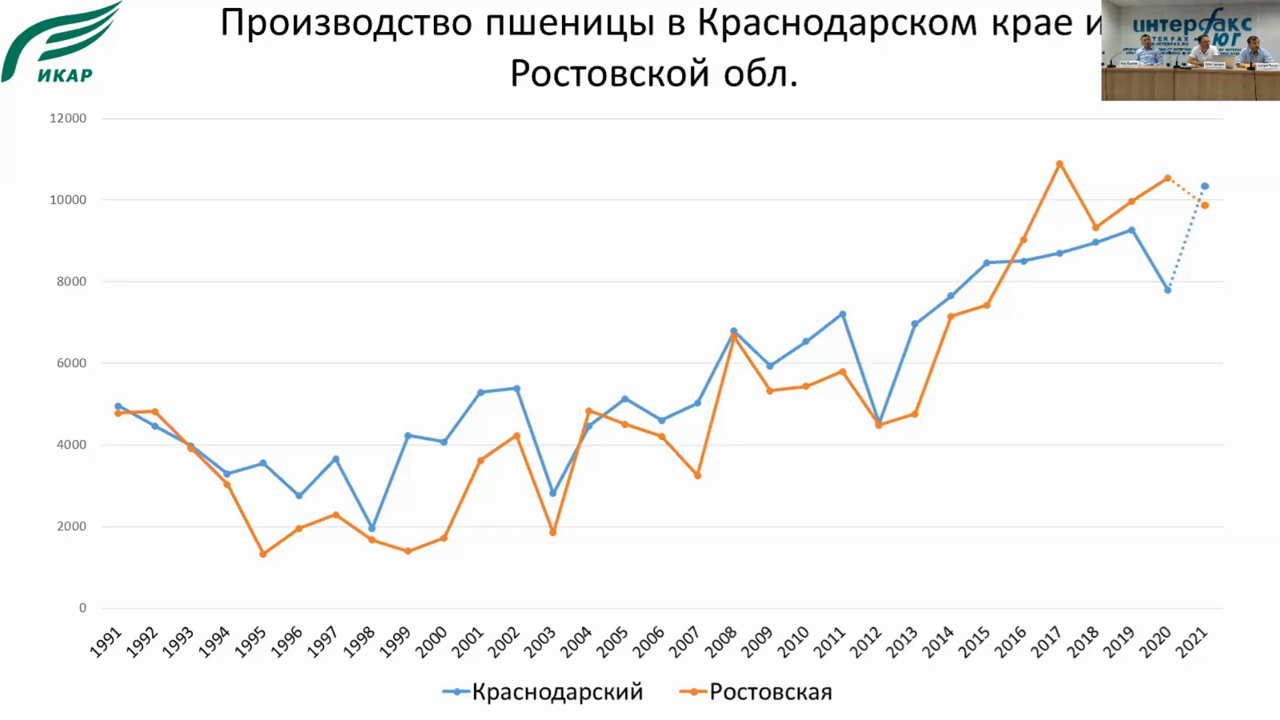 Производство пшеницы в Краснодарском крае и
Ростовской обл.
ИКАР
интерфакс
ЮГ
12000
10000
8000
6000
4000
2000
0
1991 1992 1993 1994 1995 1996 1997 1998 1999 2000 2001 2002 2003 2004 2005 2006 2007 2008 2009 2010 2011 2012 2013 2014 2015 2016 2017 2018 2019 2020 2021
Краснодарский Ростовская